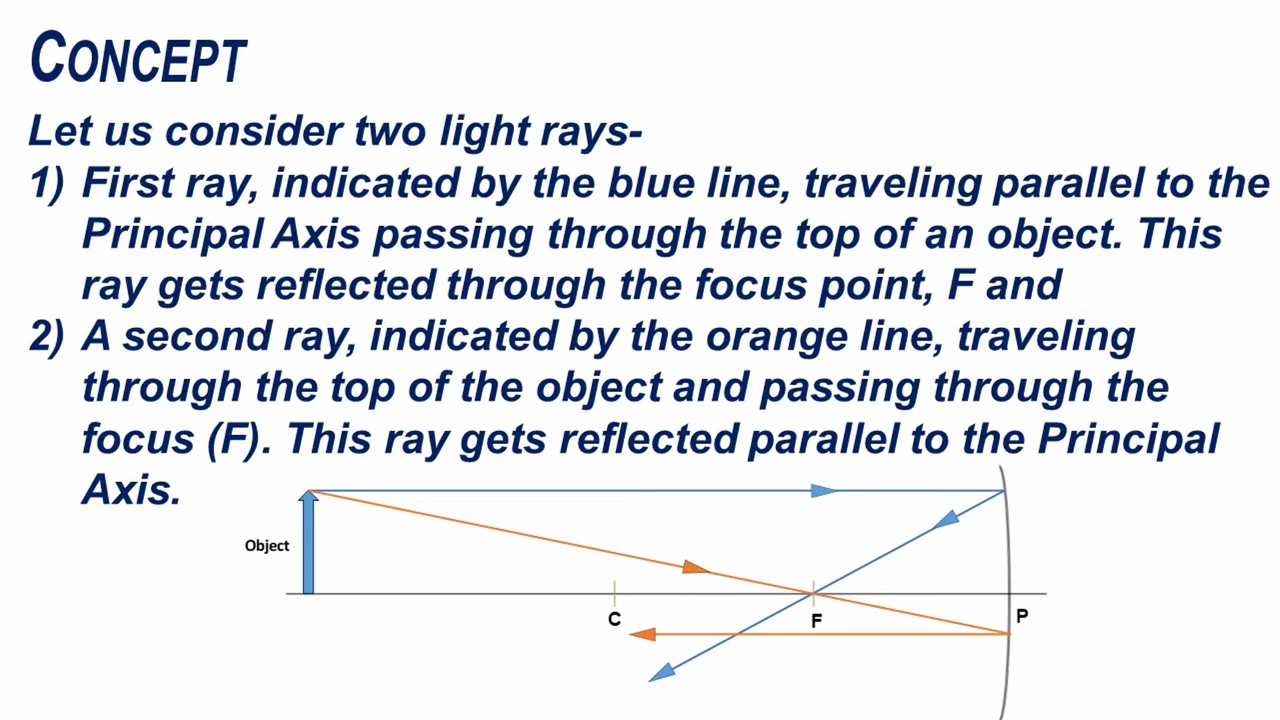 CONCEPT
Let us consider two light rays-
1) First ray, indicated by the blue line, traveling parallel to the
Principal Axis passing through the top of an object. This
ray gets reflected through the focus point, F and
2) A second ray, indicated by the orange line, traveling
through the top of the object and passing through the
focus (F). This ray gets reflected parallel to the Principal
Axis.
Object
C
F
P